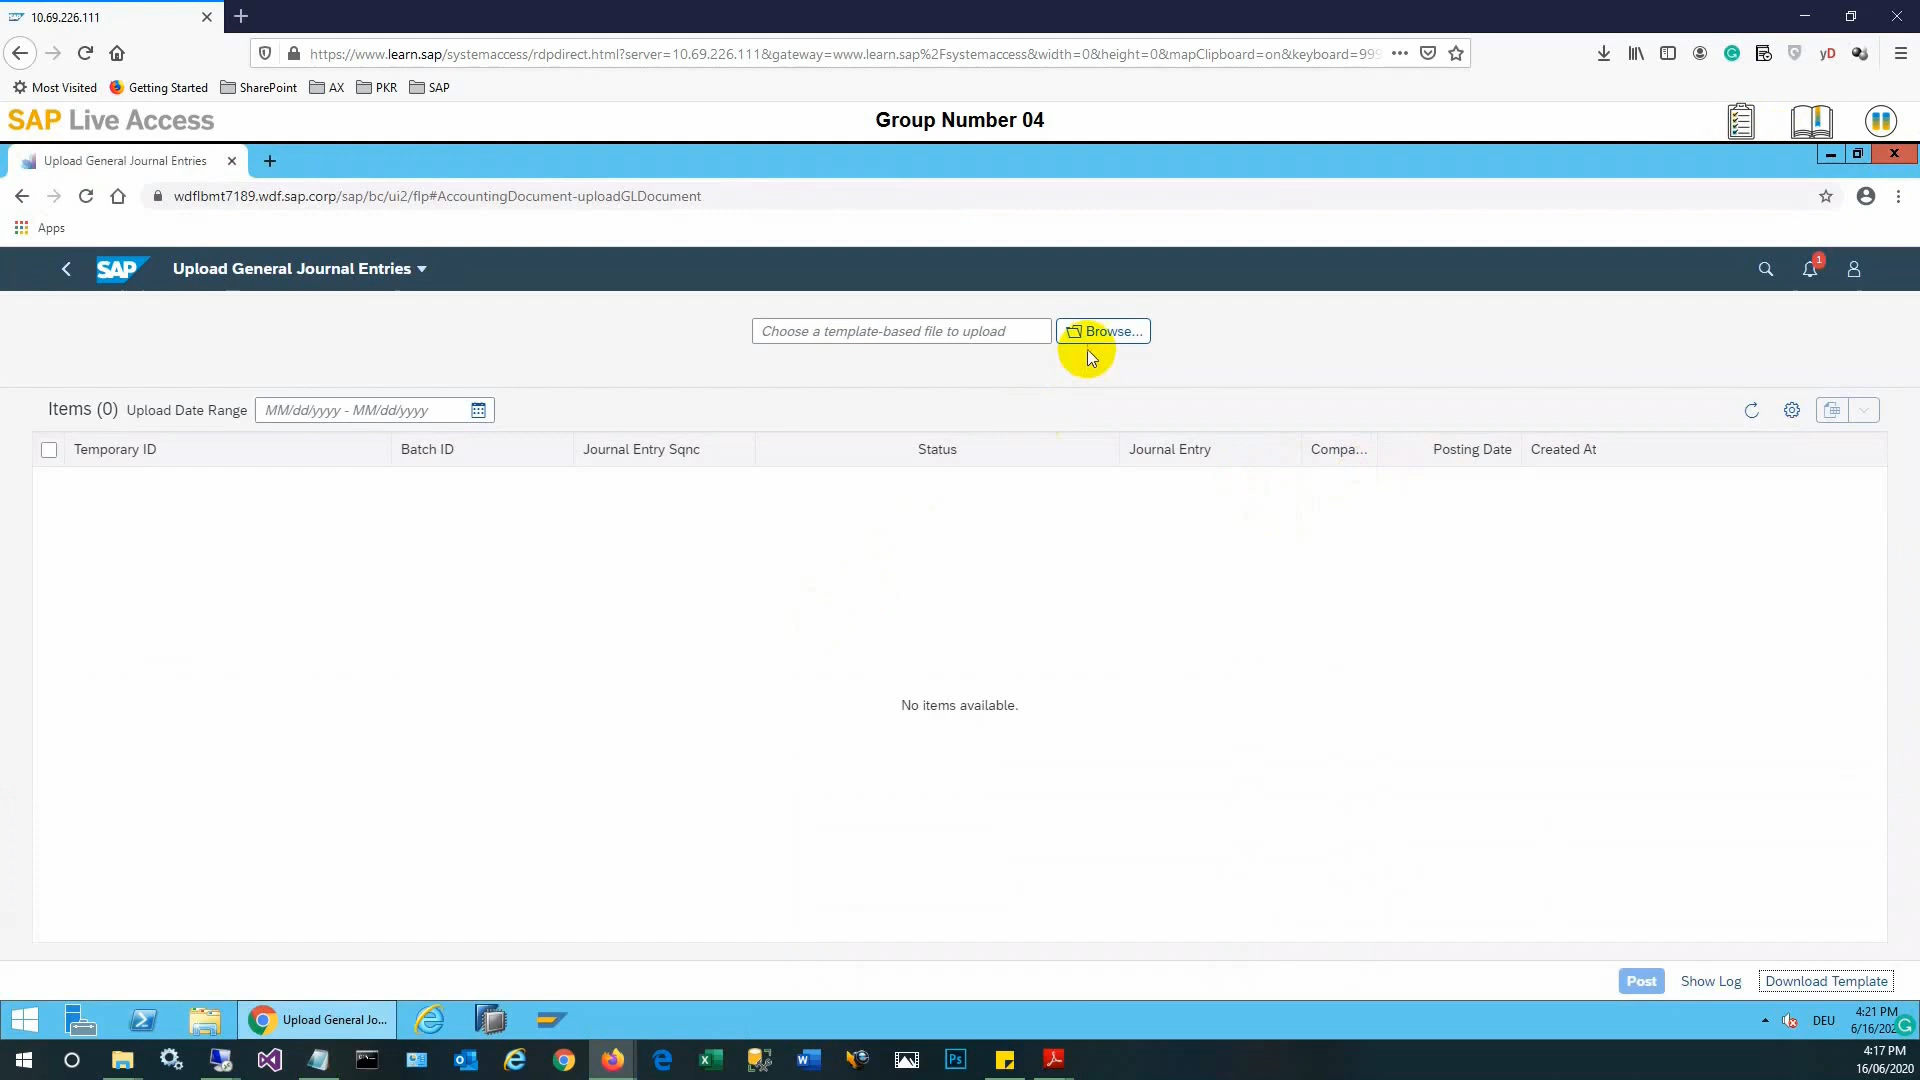 10.69.226.111
https://www.learn.sap/systemaccess/rdpdirect.html?server=10.69.226.111&gateway=www.learn.sap%2Fsystemaccess&width=0&height=0&mapClipboard=on&keyboard=999
yD
Most Visited Getting Started SharePoint AX PKR SAP
SAP Live Access Group Number 04
Upload General Journal Entries
wdflbmt7189.wdf.sap.corp/sap/bc/ui2/flp#AccountingDocument-uploadGLDocument
Apps
SAP Upload General Journal Entries 1
Choose a template-based file to upload Browse...
Items (0) Upload Date Range MM/dd/yyyy - MM/dd/yyyy
Temporary ID Batch ID Journal Entry Sqnc Status Journal Entry Compa... Posting Date Created At
No items available.
Post Show Log Download Template
Upload General Jo... DEU 4:21 PM
4:17 PM
16/06/2020